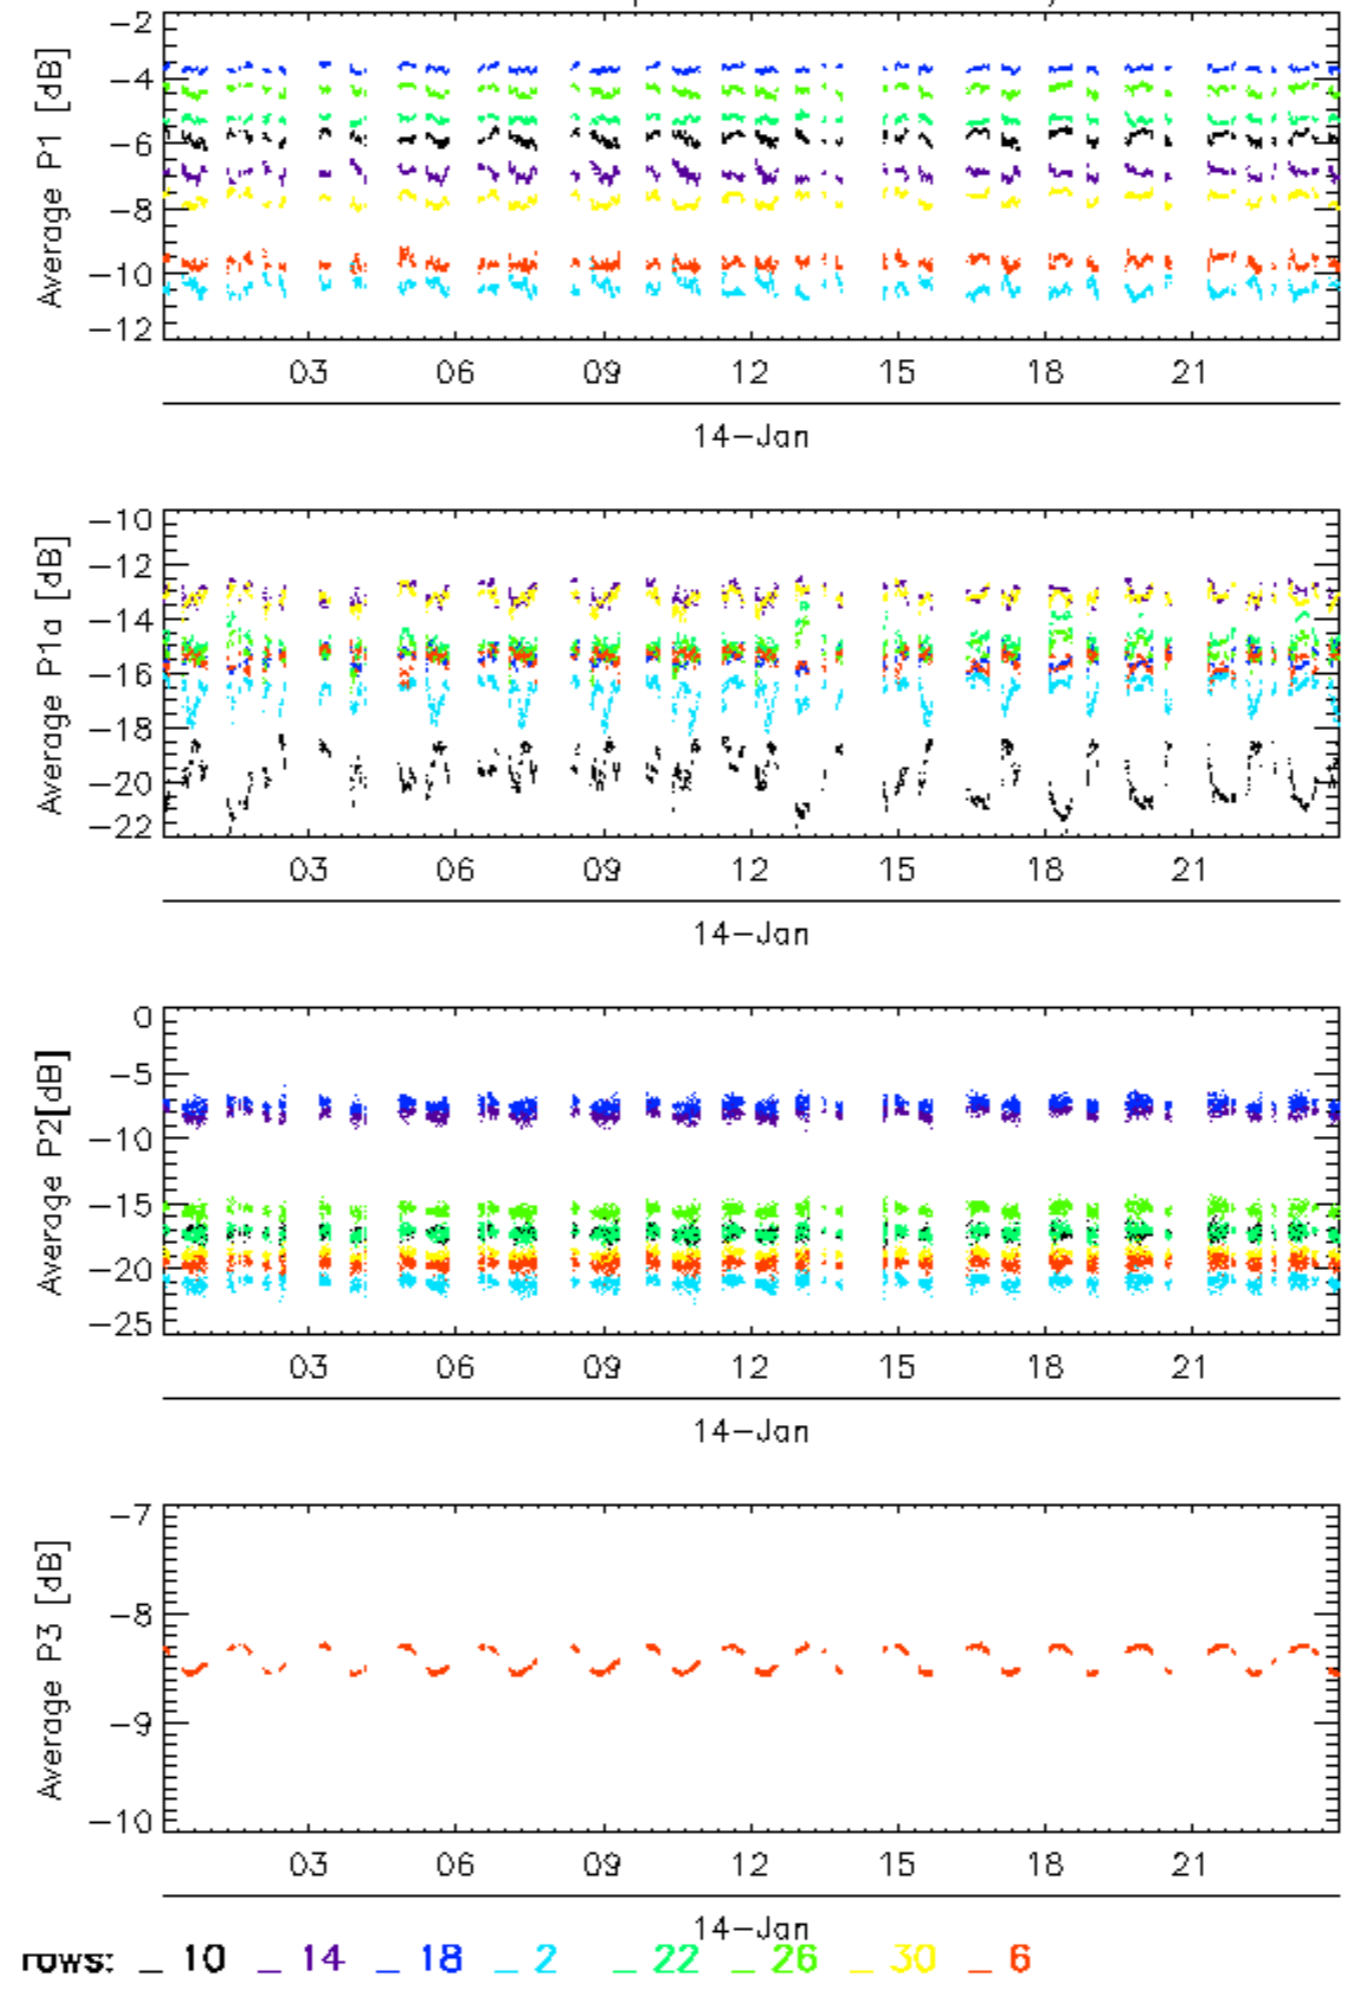 Average P1 [dB]
−2
−4
−6
−8
−10
−12
03 06 09 12 15 18 21
14−Jan
Average P1a [dB]
−10
−12
−14
−16
−18
−20
−22
03 06 09 12 15 18 21
14−Jan
Average P2[dB]
0
−5
−10
−15
−20
−25
03 06 09 12 15 18 21
14−Jan
Average P3 [dB]
−7
−8
−9
−10
03 06 09 12 15 18 21
14−Jan
rows: _ 10 _ 14 _ 18 _ 2 _ 22 _ 26 _ 30 _ 6